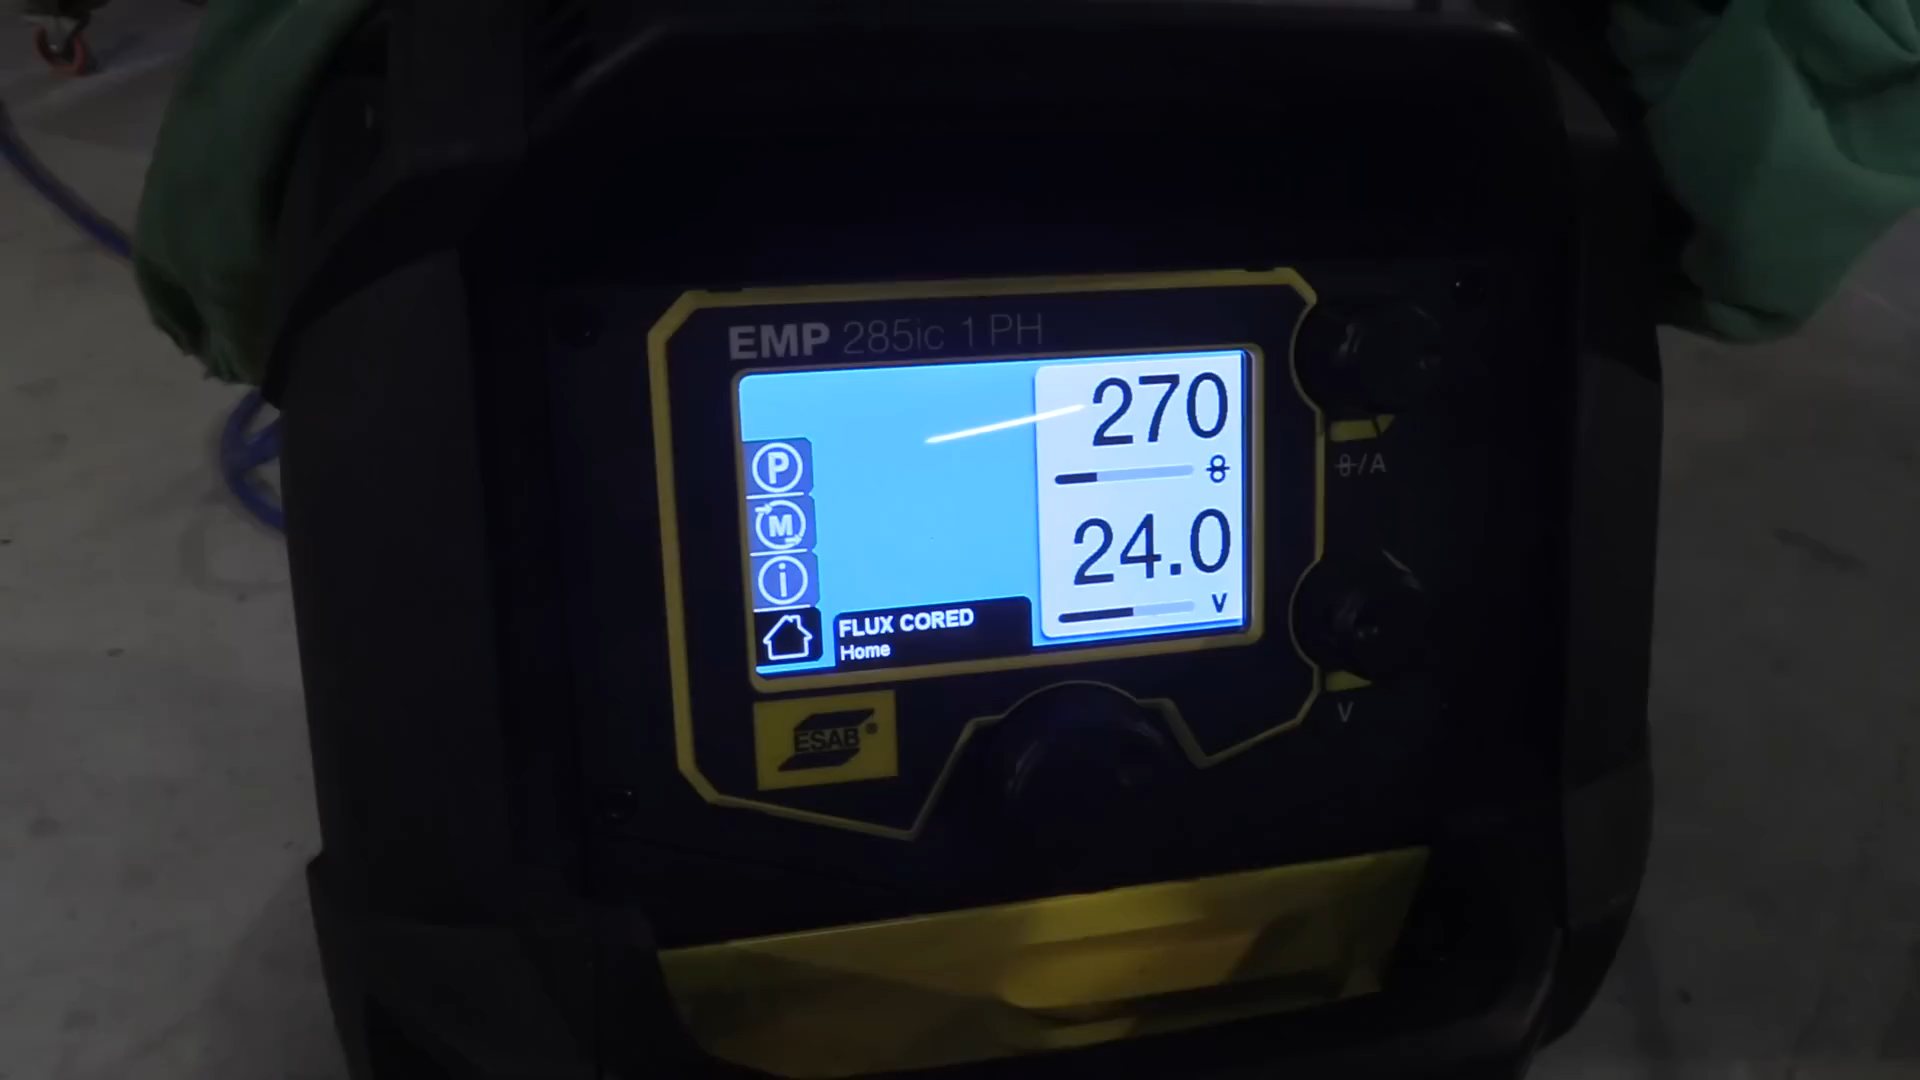 EMP 285ic 1 PH
270
P
M
24.0
i
V
FLUX CORED
Home
/A
V
ESAB®